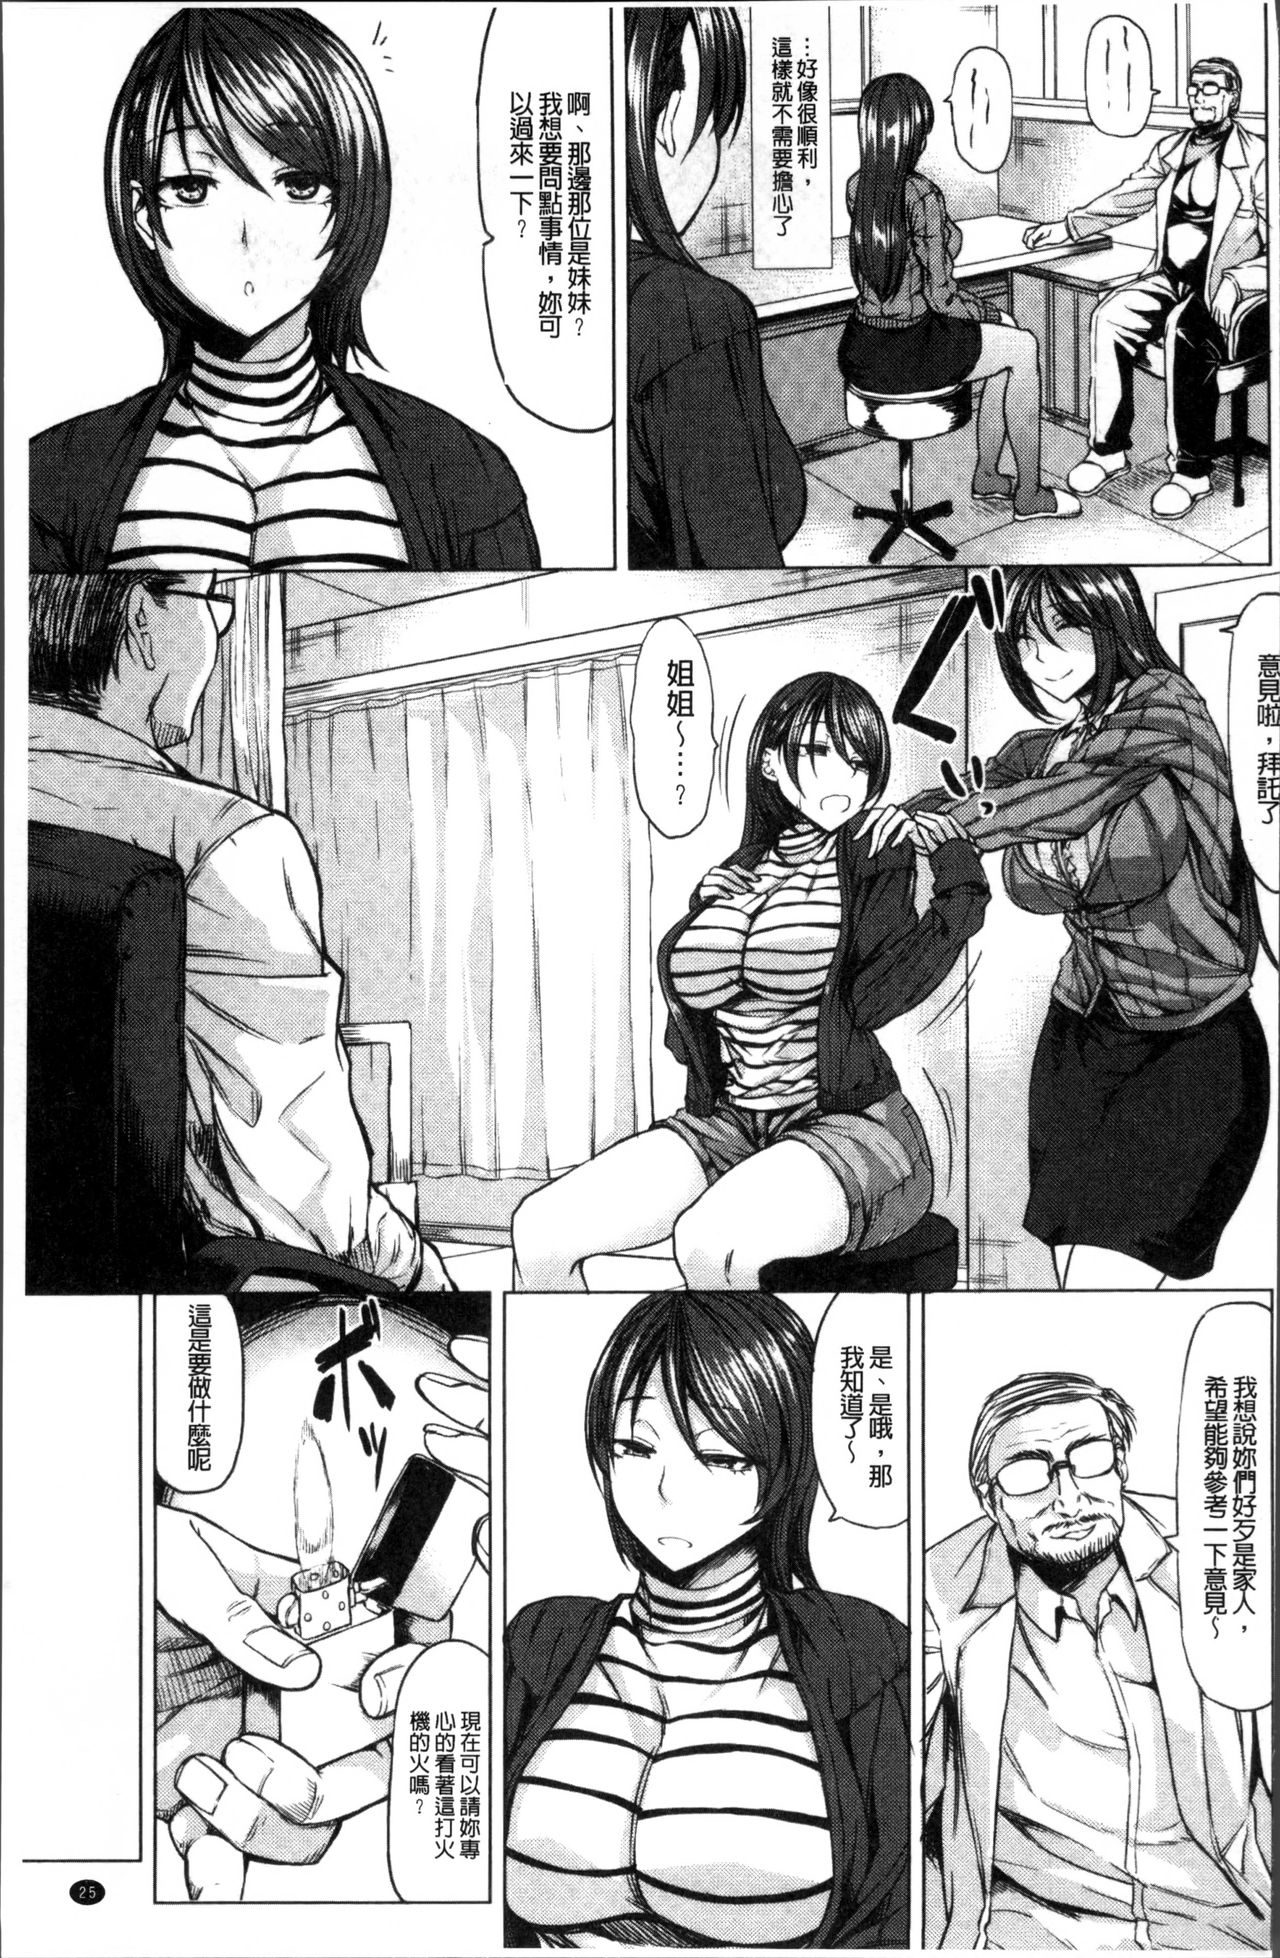 …好像很順利，
這樣就不需要擔心了
啊、那邊那位是妹妹？
我想要問點事情，妳可
以過來一下？
意見啦，拜託了
姐姐
～……？
我想說妳們好歹是家人，
希望能夠參考一下意見～
是、是哦，那
我知道了～
這是要做什麼呢
ボ
現在可以請妳專
心的看著這打火
機的火嗎？
25